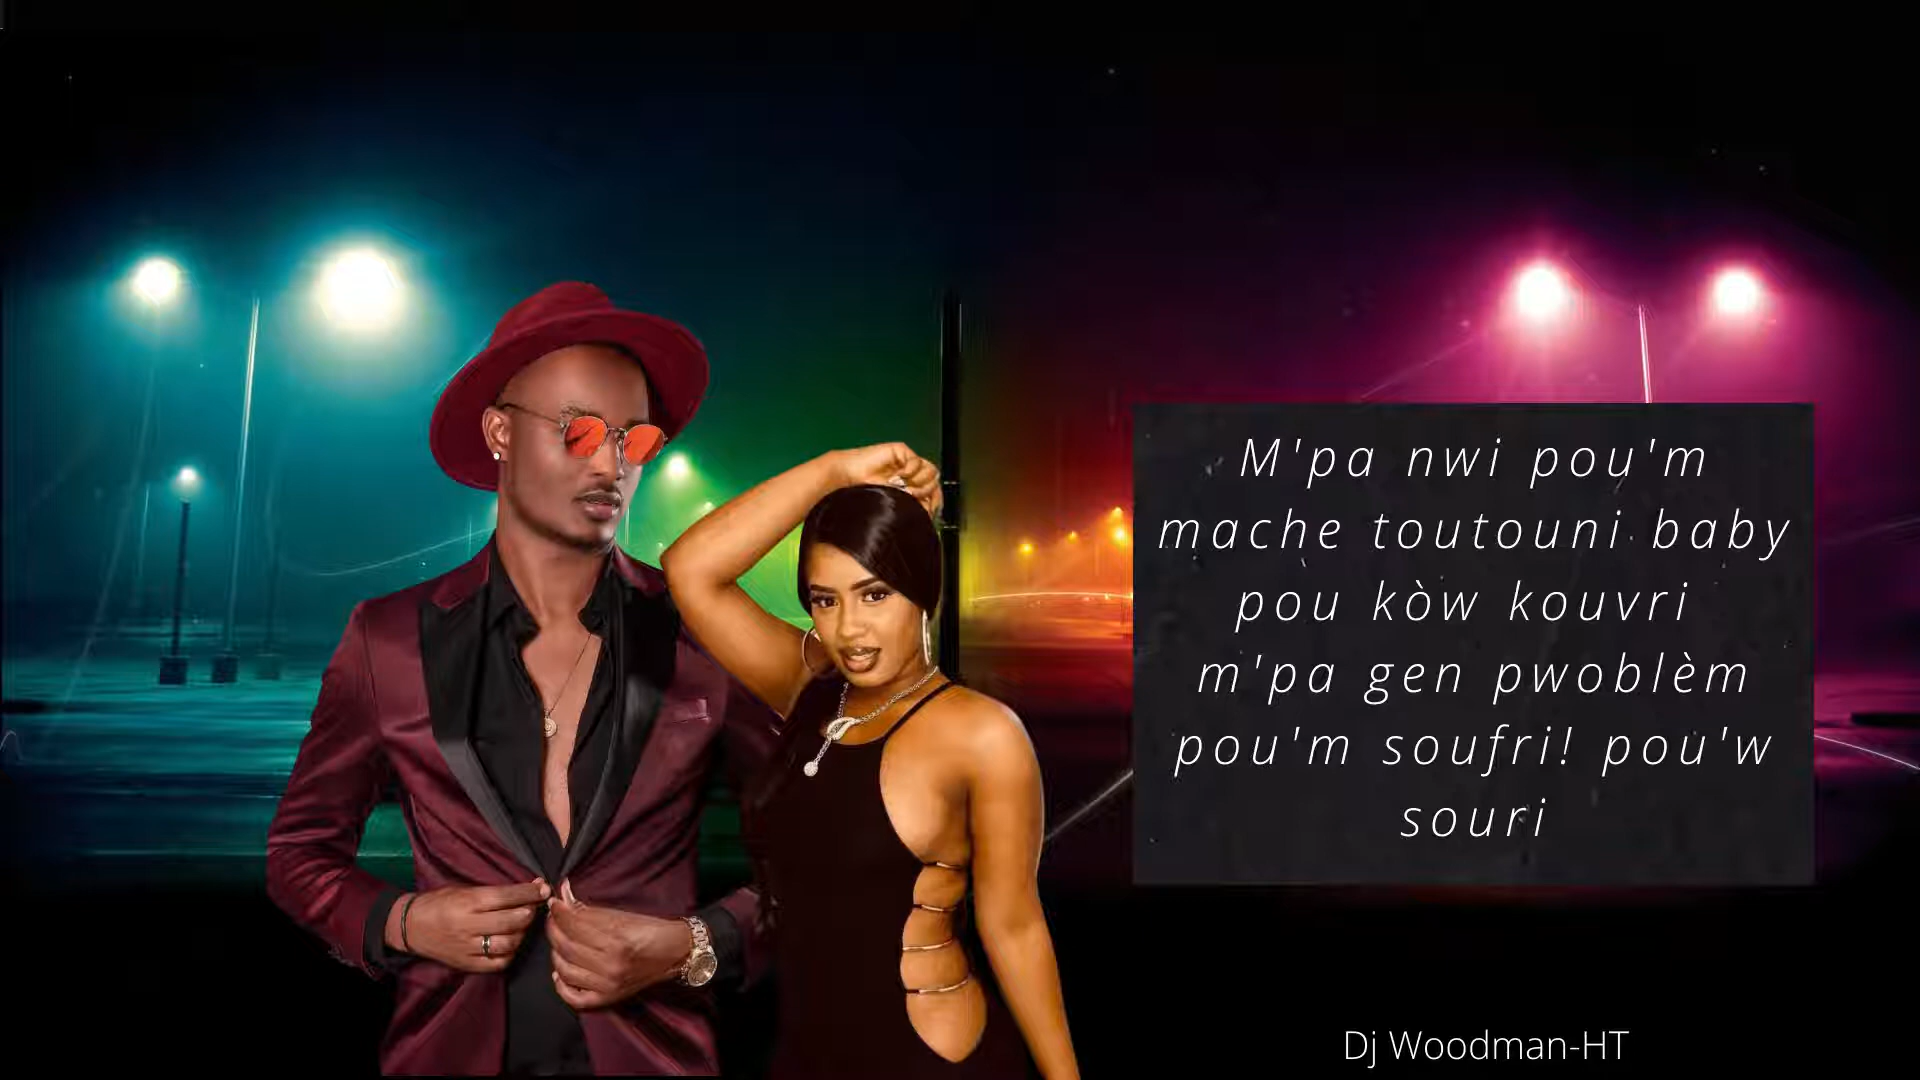 M'pa nwi pou'm
mache toutouni baby
pou kòw kouvri
m'pa gen pwoblèm
pou'm soufri! pou'w
souri
Dj Woodman-HT